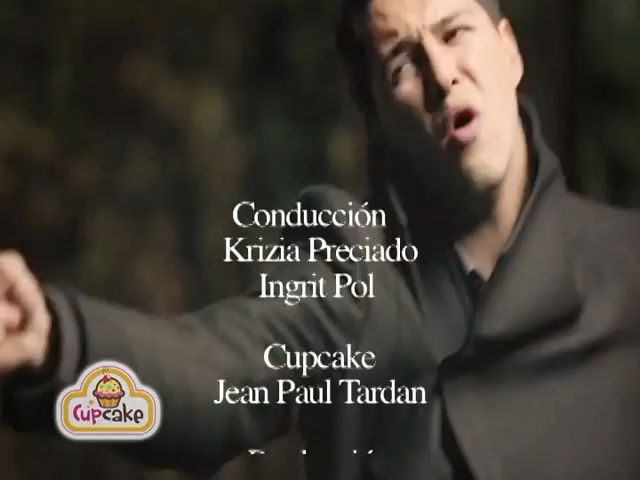 Conducción
Krizia Preciado
Ingrit Pol
Cupcake
Jean Paul Tardan
Cupcake